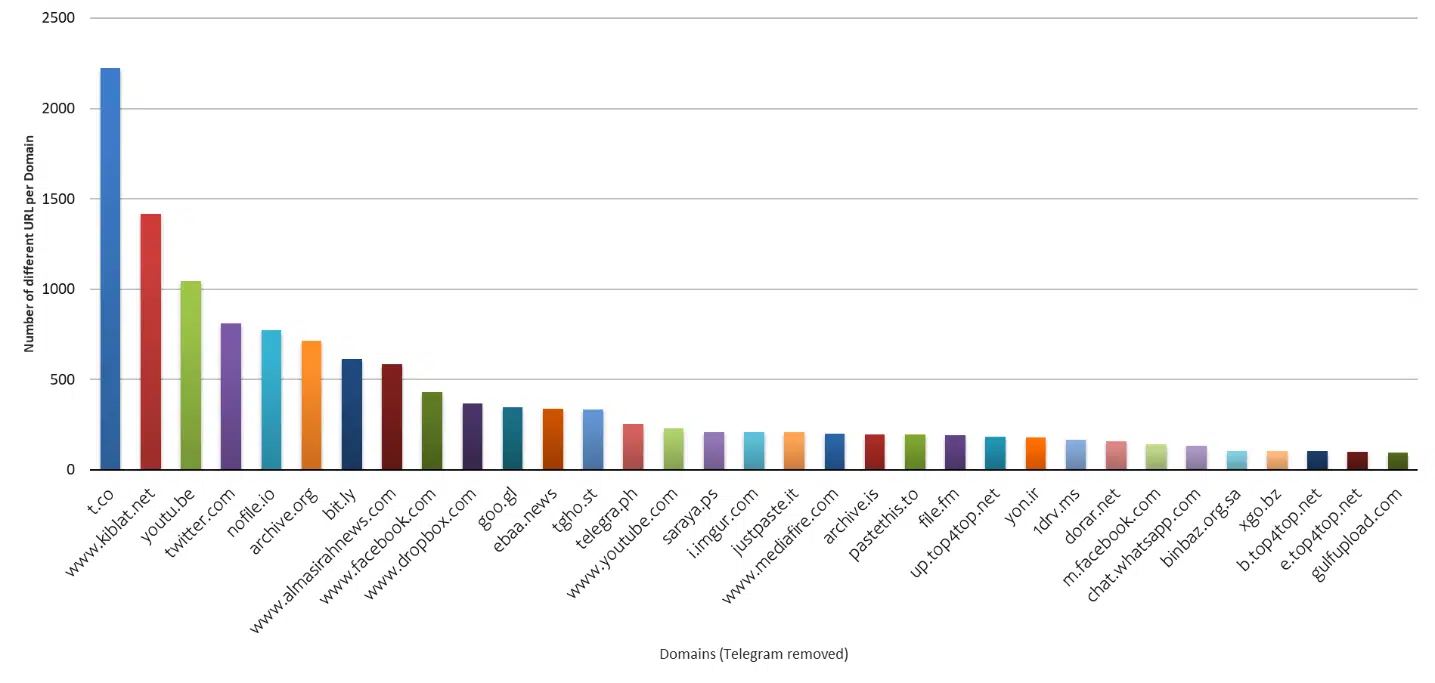 2500
2000
1500
1000
500
0
Number of different URL per Domain
t.co
www.kiblat.net
youtu.be
twitter.com
nofile.io
archive.org
bit.ly
www.almasirahnews.com
www.facebook.com
www.dropbox.com
goo.gl
ebaa.news
tgho.st
telegra.ph
www.youtube.com
saraya.ps
i.imgur.com
justpaste.it
www.mediafire.com
archive.is
pastethis.to
file.fm
up.top4top.net
yon.ir
1drv.ms
dorar.net
m.facebook.com
chat.whatsapp.com
binbaz.org.sa
xgo.bz
b.top4top.net
e.top4top.net
gulfupload.com
Domains (Telegram removed)